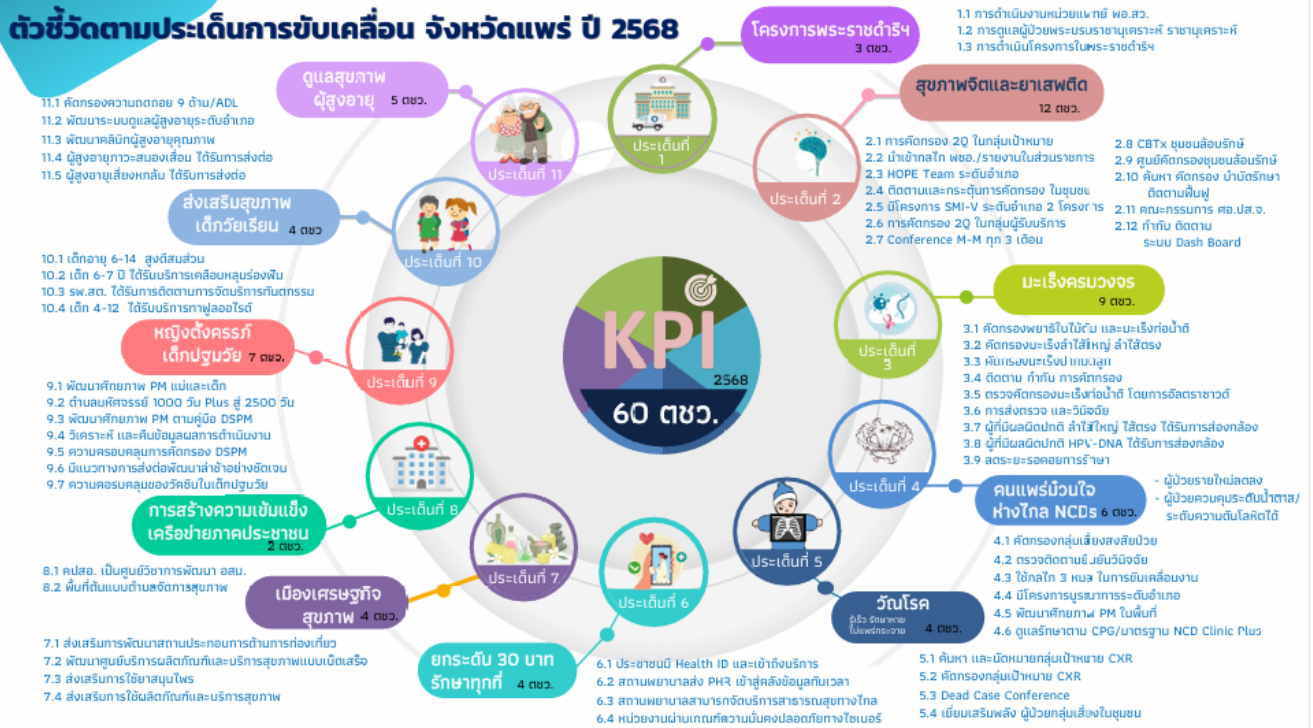 ตัวชี้วัดตามประเด็นการขับเคลื่อน จังหวัดแพร่ ปี 2568
โครงการพระราชดำริฯ
3 ตชว.
ประเด็นที่
1
1.1 การดำเนินงานหน่วยแพทย์ พอ.สว.
1.2 การดูแลผู้ป่วยพระบรมราชานุเคราะห์ ราชานุเคราะห์
1.3 การดำเนินโครงการในพระราชดำริฯ
สุขภาพจิตและยาเสพติด
12 ตชว.
ประเด็นที่ 2
2.1 การคัดกรอง 2Q ในกลุ่มเป้าหมาย
2.2 นำเข้ากลไก พชอ./รายงานในส่วนราชการ
2.3 HOPE Team ระดับอำเภอ
2.4 ติดตามและกระตุ้นการคัดกรอง ในชุมชน
2.5 มีโครงการ SMI-V ระดับอำเภอ 2 โครงการ
2.6 การคัดกรอง 2Q ในกลุ่มผู้รับบริการ
2.7 Conference M-M ทุก 3 เดือน
2.8 CBTx ชุมชนล้อมรักษ์
2.9 ศูนย์คัดกรองชุมชนล้อมรักษ์
2.10 ค้นหา คัดกรอง บำบัดรักษา
ติดตามฟื้นฟู
2.11 คณะกรรมการ ศอ.ปส.จ.
2.12 กำกับ ติดตาม
ระบบ Dash Board
มะเร็งครบวงจร
9 ตชว.
ประเด็นที่
3
3.1 คัดกรองพยาธิใบไม้ตับ และมะเร็งท่อน้ำดี
3.2 คัดกรองมะเร็งลำไส้ใหญ่ ลำไส้ตรง
3.3 คัดกรองมะเร็งปากมดลูก
3.4 ติดตาม กำกับ การคัดกรอง
3.5 ตรวจคัดกรองมะเร็งท่อน้ำดี โดยการอัลตราซาวด์
3.6 การส่งตรวจ และวินิจฉัย
3.7 ผู้ที่มีผลผิดปกติ ลำไส้ใหญ่ ไส้ตรง ได้รับการส่องกล้อง
3.8 ผู้ที่มีผลผิดปกติ HPV-DNA ได้รับการส่องกล้อง
3.9 ลดระยะรอคอยการรักษา
ประเด็นที่ 4
คนแพร่ม๋วนใจ
ห่างไกล NCDs 6 ตชว.
- ผู้ป่วยรายใหม่ลดลง
- ผู้ป่วยควบคุมระดับน้ำตาล/
ระดับความดันโลหิตได้
4.1 คัดกรองกลุ่มเสี่ยงสงสัยป่วย
4.2 ตรวจติดตามยืนยันวินิจฉัย
4.3 ใช้กลไก 3 หมอ ในการขับเคลื่อนงาน
4.4 มีโครงการบูรณาการระดับอำเภอ
4.5 พัฒนาศักยภาพ PM ในพื้นที่
4.6 ดูแลรักษาตาม CPG/มาตรฐาน NCD Clinic Plus
ประเด็นที่ 5
วัณโรค
รู้เร็ว รักษาหาย
ไม่แพร่กระจาย
4 ตชว.
5.1 ค้นหา และนัดหมายกลุ่มเป้าหมาย CXR
5.2 คัดกรองกลุ่มเป้าหมาย CXR
5.3 Dead Case Conference
5.4 เยี่ยมเสริมพลัง ผู้ป่วยกลุ่มเสี่ยงในชุมชน
ประเด็นที่ 6
ยกระดับ 30 บาท
รักษาทุกที่ 4 ตชว.
6.1 ประชาชนมี Health ID และเข้าถึงบริการ
6.2 สถานพยาบาลส่ง PHR เข้าสู่คลังข้อมูลทันเวลา
6.3 สถานพยาบาลสามารถจัดบริการสาธารณสุขทางไกล
6.4 หน่วยงานผ่านเกณฑ์ความมั่นคงปลอดภัยทางไซเบอร์
ประเด็นที่ 7
เมืองเศรษฐกิจ
สุขภาพ 4 ตชว.
7.1 ส่งเสริมการพัฒนาสถานประกอบการด้านการท่องเที่ยว
7.2 พัฒนาศูนย์บริการผลิตภัณฑ์และบริการสุขภาพแบบเบ็ดเสร็จ
7.3 ส่งเสริมการใช้ยาสมุนไพร
7.4 ส่งเสริมการใช้ผลิตภัณฑ์และบริการสุขภาพ
ประเด็นที่ 8
การสร้างความเข้มแข็ง
เครือข่ายภาคประชาชน
2 ตชว.
8.1 คปสอ. เป็นศูนย์วิชาการพัฒนา อสม.
8.2 พื้นที่ต้นแบบตำบลจัดการสุขภาพ
ประเด็นที่ 9
หญิงตั้งครรภ์
เด็กปฐมวัย 7 ตชว.
9.1 พัฒนาศักยภาพ PM แม่และเด็ก
9.2 ตำบลมหัศจรรย์ 1000 วัน Plus สู่ 2500 วัน
9.3 พัฒนาศักยภาพ PM ตามคู่มือ DSPM
9.4 วิเคราะห์ และคืนข้อมูลผลการดำเนินงาน
9.5 ความครอบคลุมการคัดกรอง DSPM
9.6 มีแนวทางการส่งต่อพัฒนาล่าช้าอย่างชัดเจน
9.7 ความครอบคลุมของวัคซีนในเด็กปฐมวัย
ประเด็นที่ 10
ส่งเสริมสุขภาพ
เด็กวัยเรียน 4 ตชว
10.1 เด็กอายุ 6-14 สูงดีสมส่วน
10.2 เด็ก 6-7 ปี ได้รับบริการเคลือบหลุมร่องฟัน
10.3 รพ.สต. ได้รับการติดตามการจัดบริการทันตกรรม
10.4 เด็ก 4-12 ได้รับบริการทาฟลูออไรด์
ประเด็นที่ 11
ดูแลสุขภาพ
ผู้สูงอายุ 5 ตชว.
11.1 คัดกรองความถดถอย 9 ด้าน/ADL
11.2 พัฒนาระบบดูแลผู้สูงอายุระดับอำเภอ
11.3 พัฒนาคลินิกผู้สูงอายุคุณภาพ
11.4 ผู้สูงอายุภาวะสมองเสื่อม ได้รับการส่งต่อ
11.5 ผู้สูงอายุเสี่ยงหกล้ม ได้รับการส่งต่อ
KPI
2568
60 ตชว.